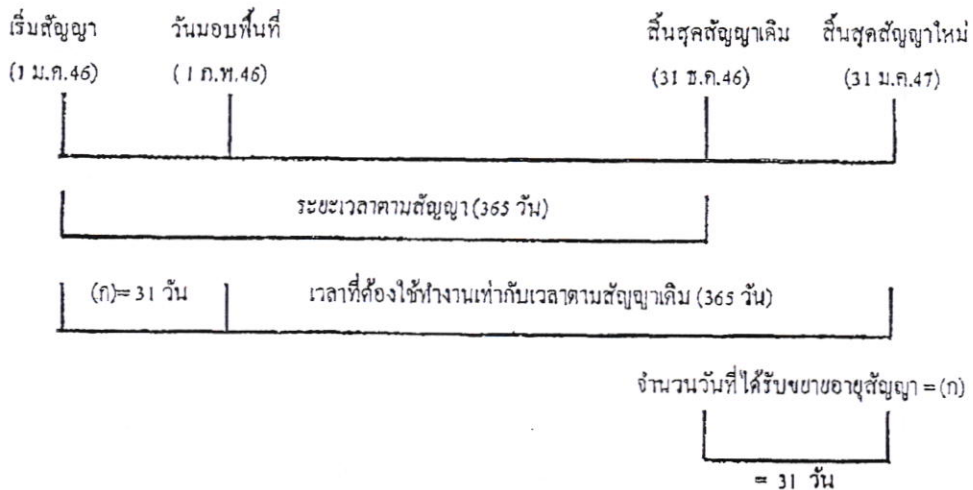 เริ่มสัญญา วันมอบพื้นที่ สิ้นสุดสัญญาเดิม สิ้นสุดสัญญาใหม่
(1 ม.ค.46) (1 ก.พ.46) (31 ธ.ค.46) (31 ม.ค.47)
ระยะเวลาตามสัญญา (365 วัน)
(ก)= 31 วัน เวลาที่ต้องใช้ทำงานเท่ากับเวลาตามสัญญาเดิม (365 วัน)
จำนวนวันที่ได้รับขยายอายุสัญญา = (ก)
= 31 วัน